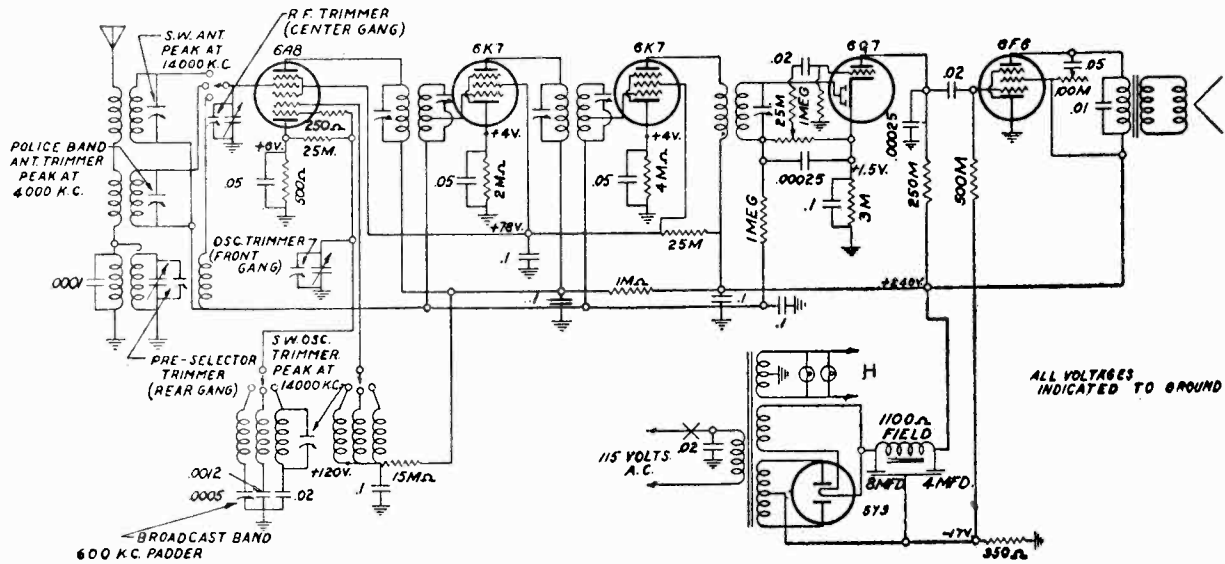 R.F. TRIMMER
(CENTER GANG)
S.W. ANT.
PEAK AT
14000 K.C.
6A8
6K7
6K7
6Q7
6F6
.02
.02
.05
100M
.01
250Ω
25M.
+6V.
.05
500Ω
+4V.
.05
2MΩ
+4V.
.05
4MΩ
25M
1MEG
.00025
.00025
+1.5V.
.1
3M
250M
500M
1MEG
POLICE BAND
ANT. TRIMMER
PEAK AT
4000 K.C.
OSC. TRIMMER
(FRONT
GANG)
+78V.
25M
.1
.0001
1MΩ
.1
.1
.1
+240V.
PRE-SELECTOR
TRIMMER
(REAR GANG)
S.W. OSC.
TRIMMER
PEAK AT
14000 K.C.
ALL VOLTAGES
INDICATED TO GROUND
H
1100Ω
FIELD
115 VOLTS
A.C.
.02
8MFD.
4.MFD.
5Y3
.0012
.0005
.02
+120V.
.1
15MΩ
BROADCAST BAND
600 K.C. PADDER
-17V.
350Ω